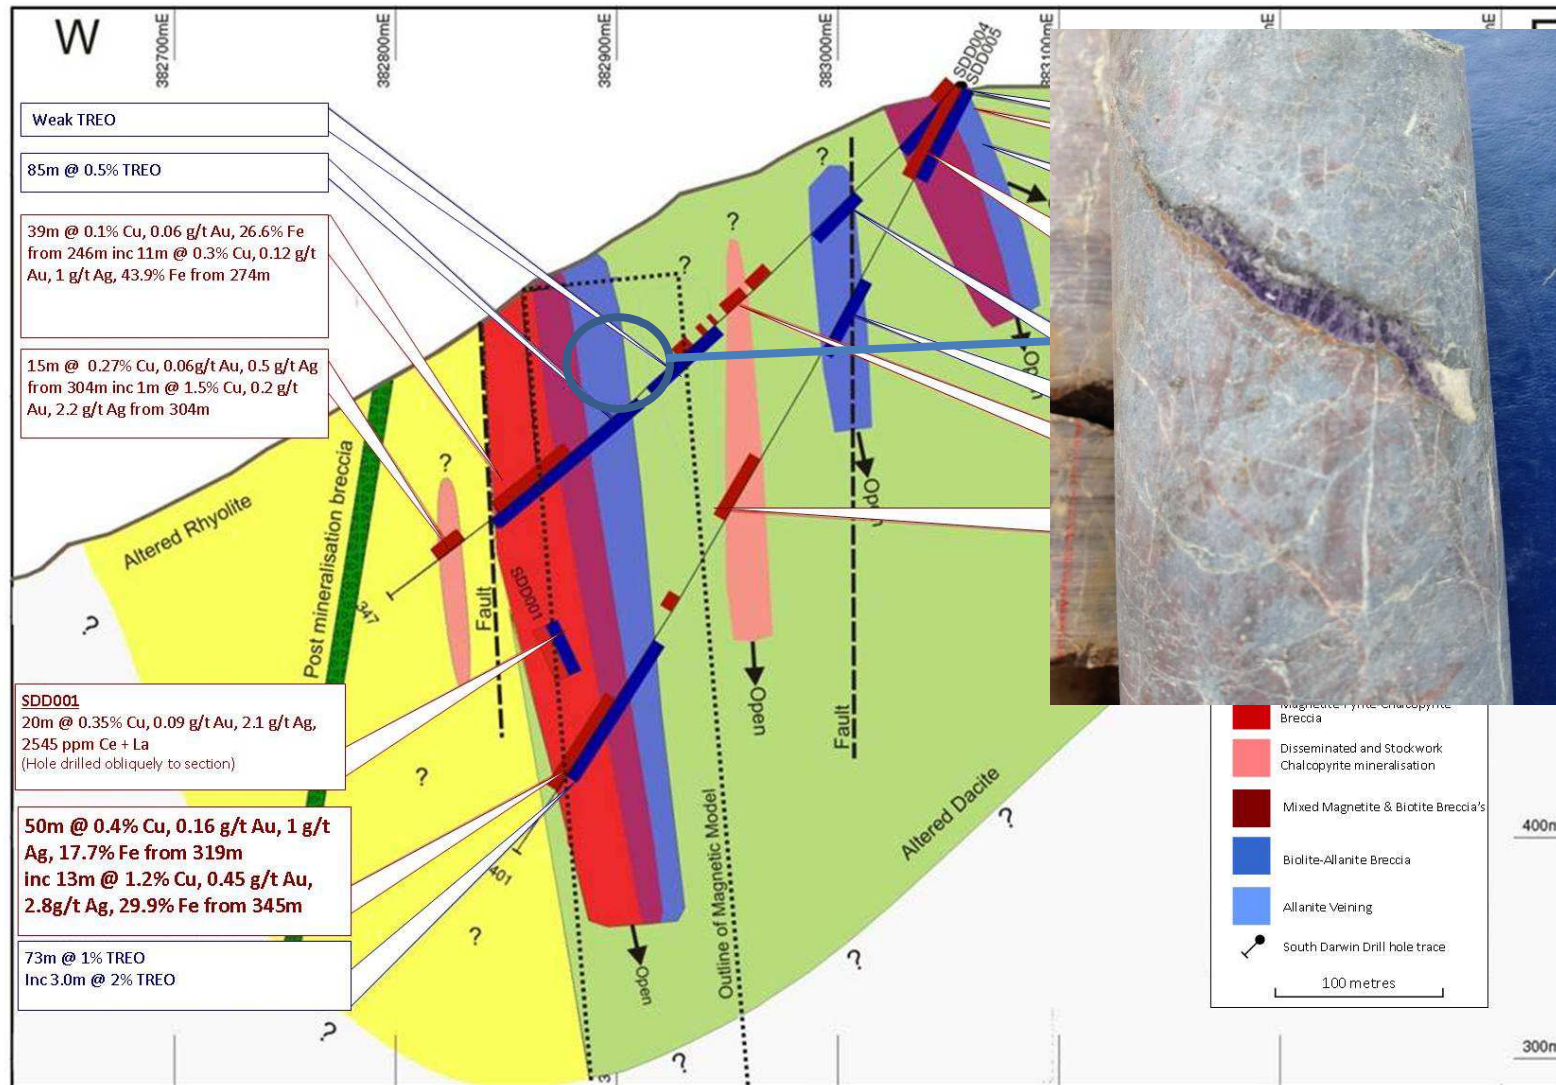 W
382700mE
382800mE
382900mE
383000mE
383100mE
SDD004
SDD005
Weak TREO
85m @ 0.5% TREO
39m @ 0.1% Cu, 0.06 g/t Au, 26.6% Fe
from 246m inc 11m @ 0.3% Cu, 0.12 g/t
Au, 1 g/t Ag, 43.9% Fe from 274m
15m @ 0.27% Cu, 0.06g/t Au, 0.5 g/t Ag
from 304m inc 1m @ 1.5% Cu, 0.2 g/t
Au, 2.2 g/t Ag from 304m
?
?
?
?
Altered Rhyolite
Post mineralisation breccia
347
Fault
SDD001
Open
Open
Open
Fault
?
?
SDD001
20m @ 0.35% Cu, 0.09 g/t Au, 2.1 g/t Ag,
2545 ppm Ce + La
(Hole drilled obliquely to section)
50m @ 0.4% Cu, 0.16 g/t Au, 1 g/t
Ag, 17.7% Fe from 319m
inc 13m @ 1.2% Cu, 0.45 g/t Au,
2.8g/t Ag, 29.9% Fe from 345m
73m @ 1% TREO
Inc 3.0m @ 2% TREO
401
?
?
?
?
?
Open
Outline of Magnetic Model
Altered Dacite
Magnetite-Pyrite-Chalcopyrite
Breccia
Disseminated and Stockwork
Chalcopyrite mineralisation
Mixed Magnetite & Biotite Breccia's
Biolite-Allanite Breccia
Allanite Veining
South Darwin Drill hole trace
100 metres
400m
300m